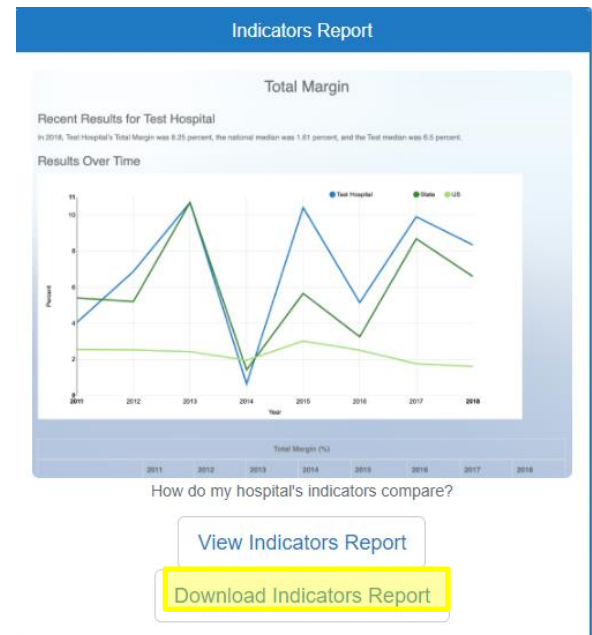 Indicators Report
Total Margin
Recent Results for Test Hospital
In 2018, Test Hospital's Total Margin was 8.25 percent, the national median was 1.61 percent, and the Test median was 6.5 percent.
Results Over Time
Test Hospital State US
11
10
8
6
4
2
0
Percent
2011 2012 2013 2014 2015 2016 2017 2018
Year
Total Margin (%)
2011 2012 2013 2014 2015 2016 2017 2018
How do my hospital's indicators compare?
View Indicators Report
Download Indicators Report